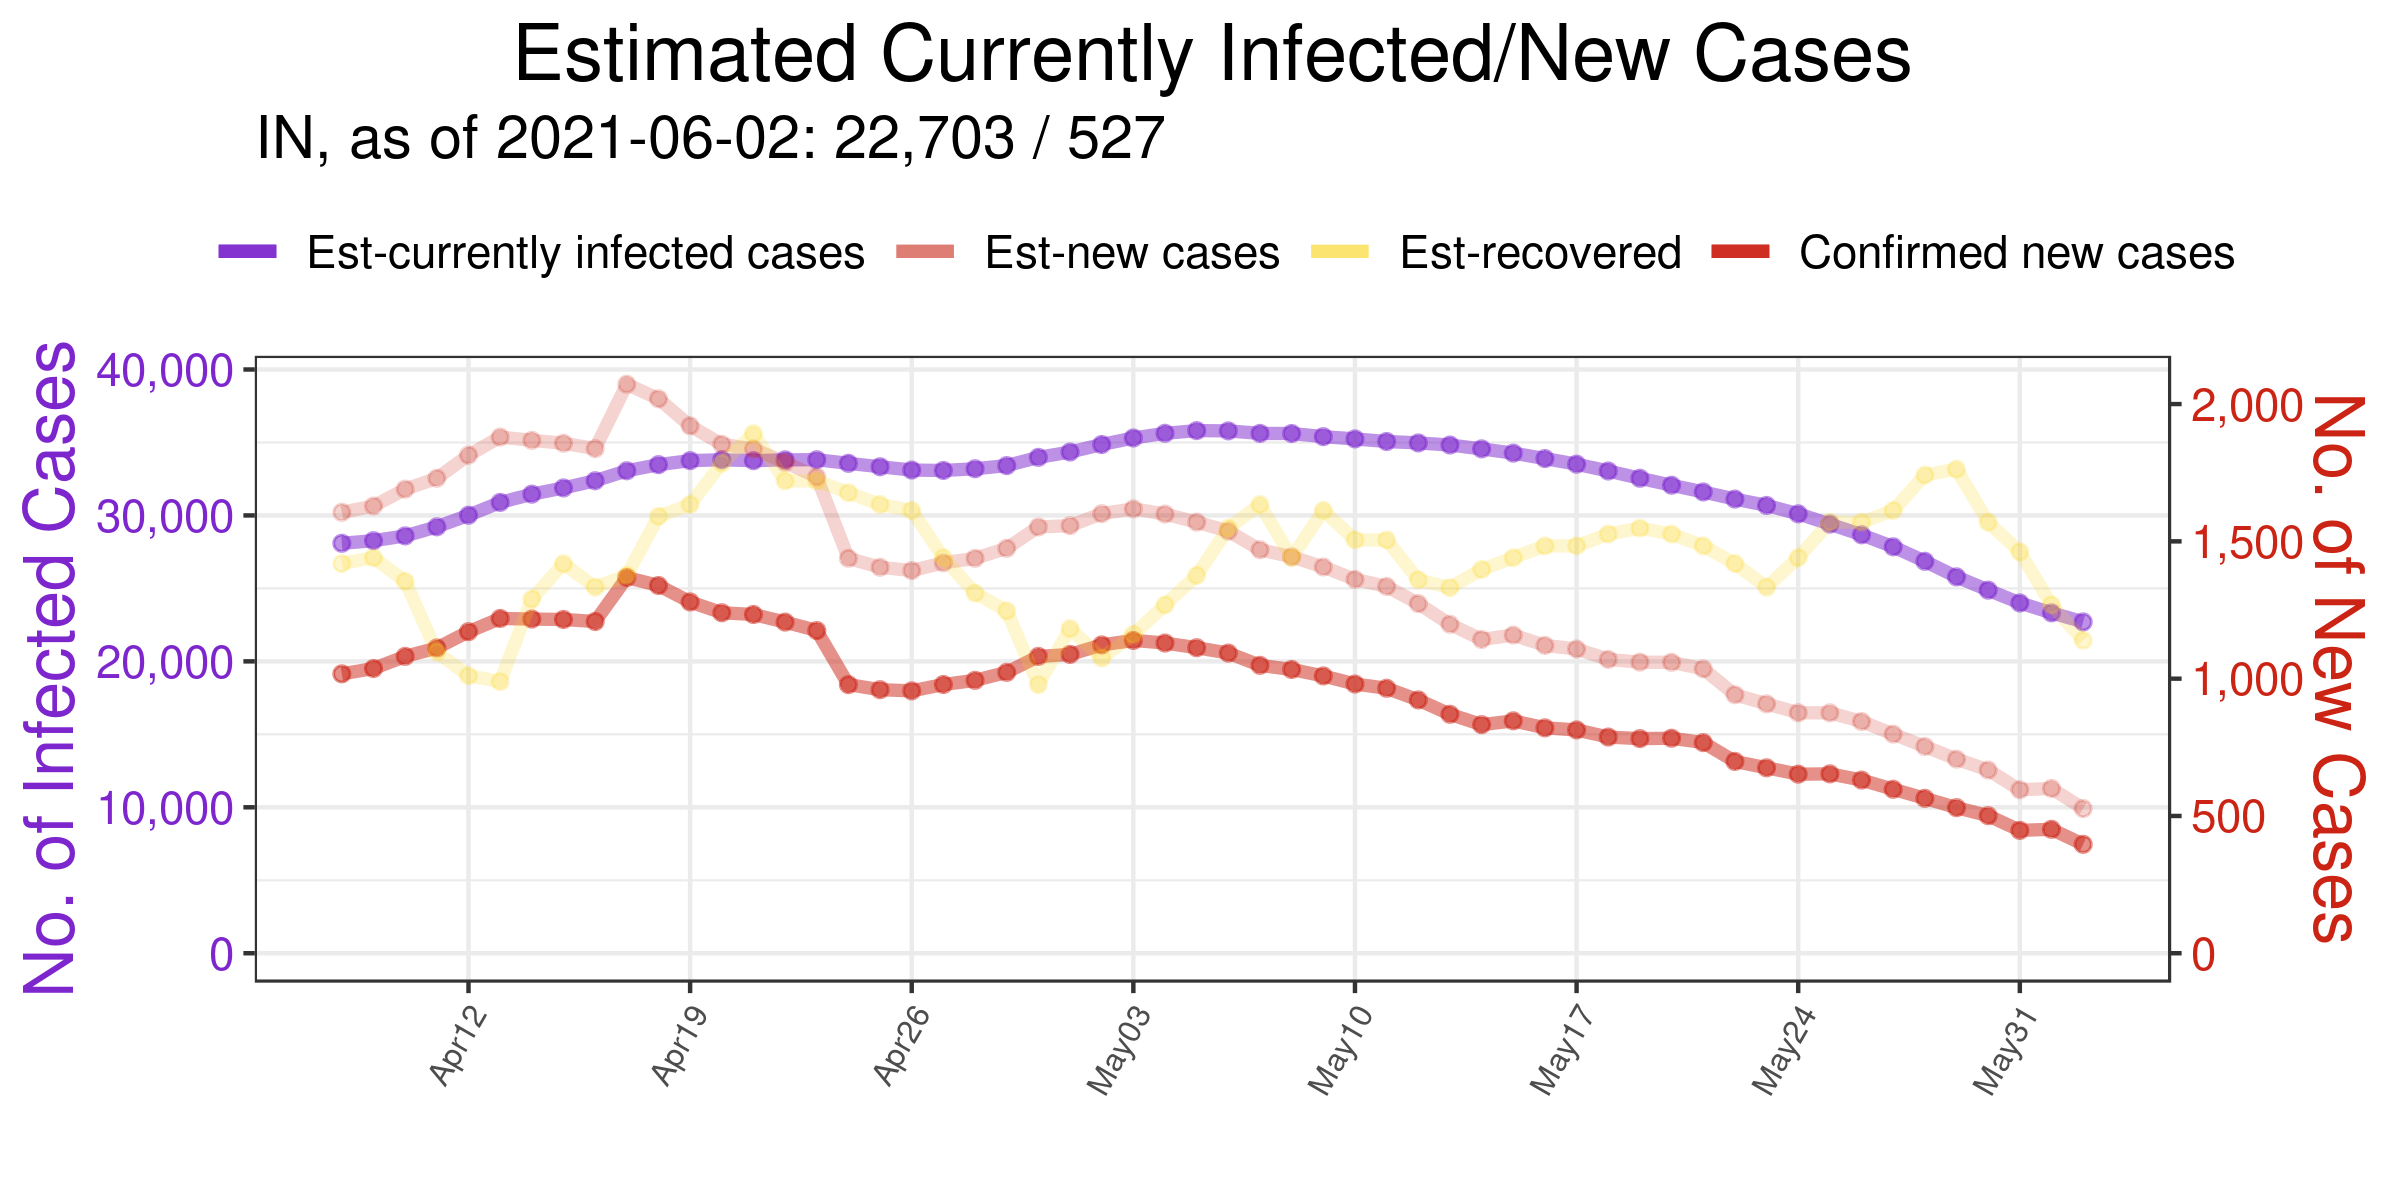 Estimated Currently Infected/New Cases
IN, as of 2021-06-02: 22,703 / 527
Est-currently infected cases Est-new cases Est-recovered Confirmed new cases
No. of Infected Cases
40,000
30,000
20,000
10,000
0
2,000
1,500
1,000
500
0
No. of New Cases
Apr12 Apr19 Apr26 May03 May10 May17 May24 May31